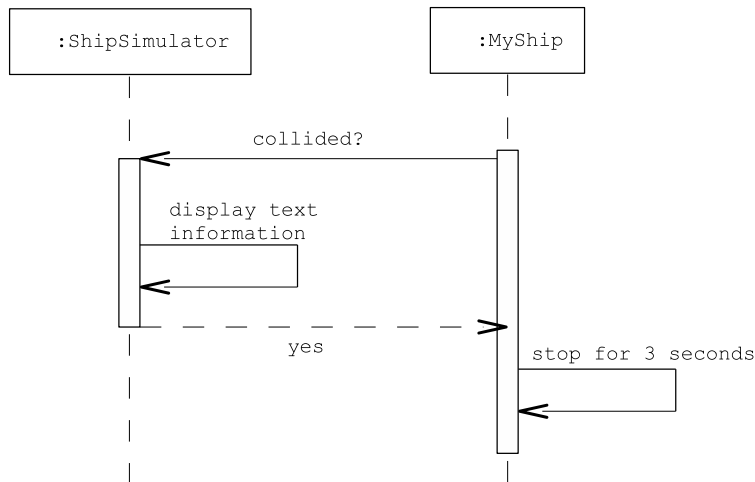 :ShipSimulator
:MyShip
collided?
display text
information
yes
stop for 3 seconds